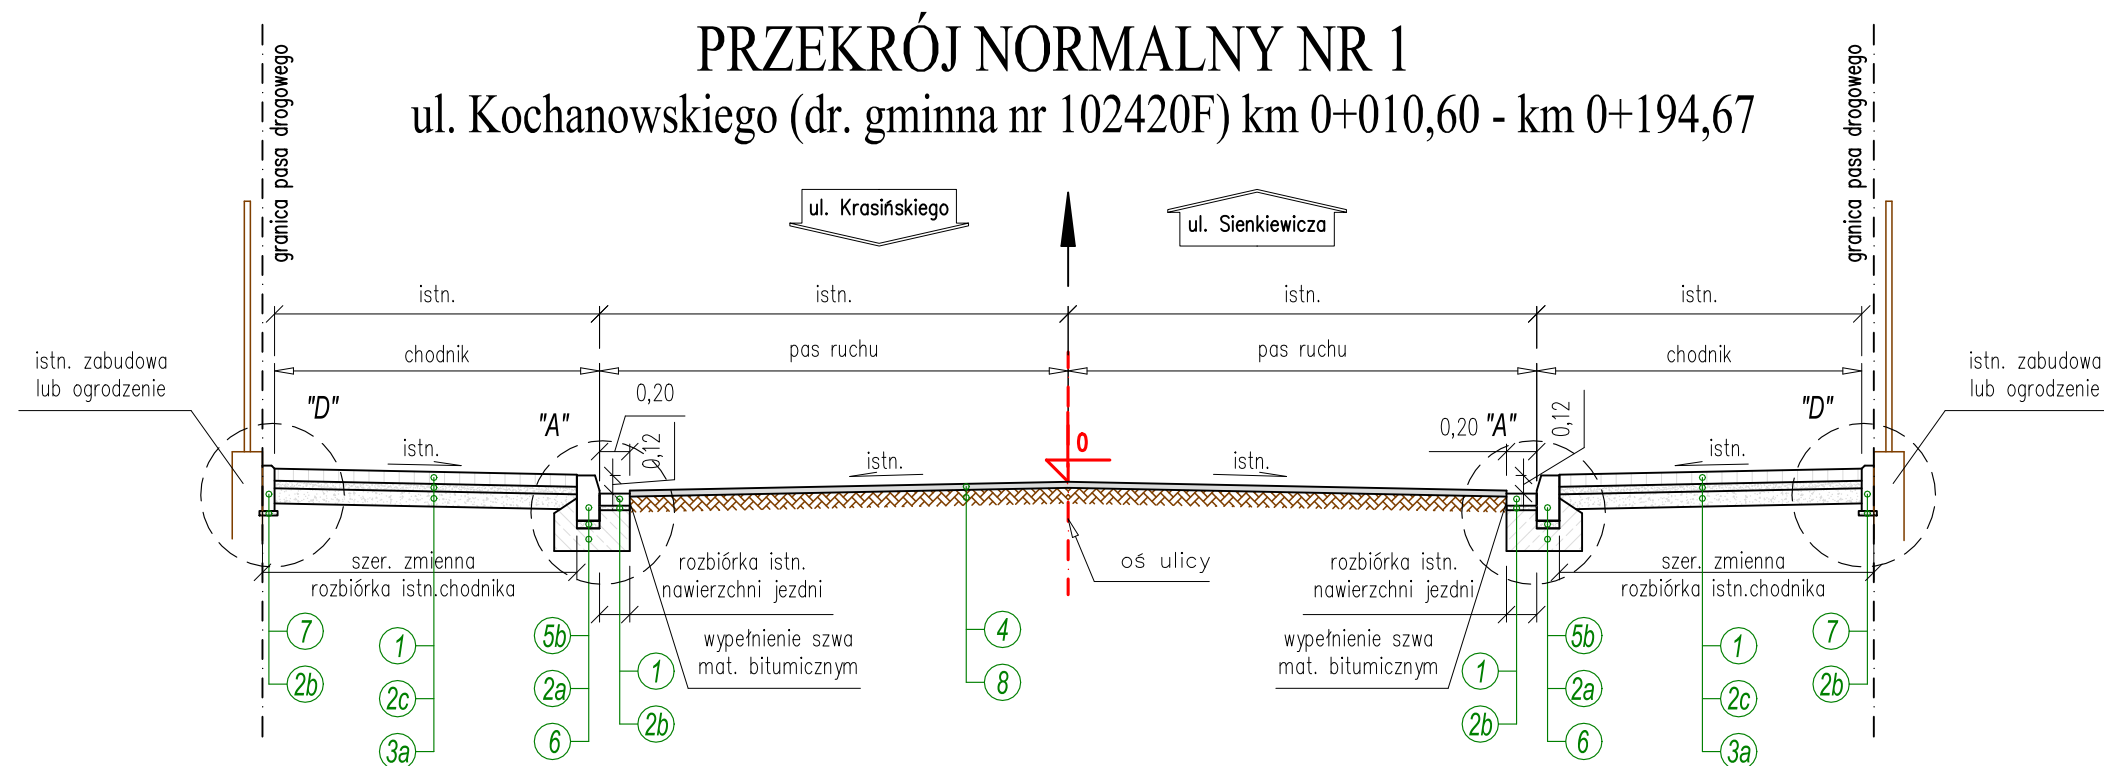 PRZEKRÓJ NORMALNY NR 1
ul. Kochanowskiego (dr. gminna nr 102420F) km 0+010,60 - km 0+194,67
granica pasa drogowego
granica pasa drogowego
ul. Krasińskiego
ul. Sienkiewicza
istn.
istn.
istn.
istn.
chodnik
pas ruchu
pas ruchu
chodnik
istn. zabudowa
lub ogrodzenie
istn. zabudowa
lub ogrodzenie
"D"
"A"
0,20
0,12
0
0,20
"A"
0,12
"D"
istn.
istn.
istn.
istn.
szer. zmienna
rozbiórka istn.chodnika
rozbiórka istn.
nawierzchni jezdni
oś ulicy
rozbiórka istn.
nawierzchni jezdni
szer. zmienna
rozbiórka istn.chodnika
wypełnienie szwa
mat. bitumicznym
wypełnienie szwa
mat. bitumicznym
7
2b
1
2c
3a
5b
2a
6
1
2b
4
8
1
2b
5b
2a
6
1
2c
3a
7
2b